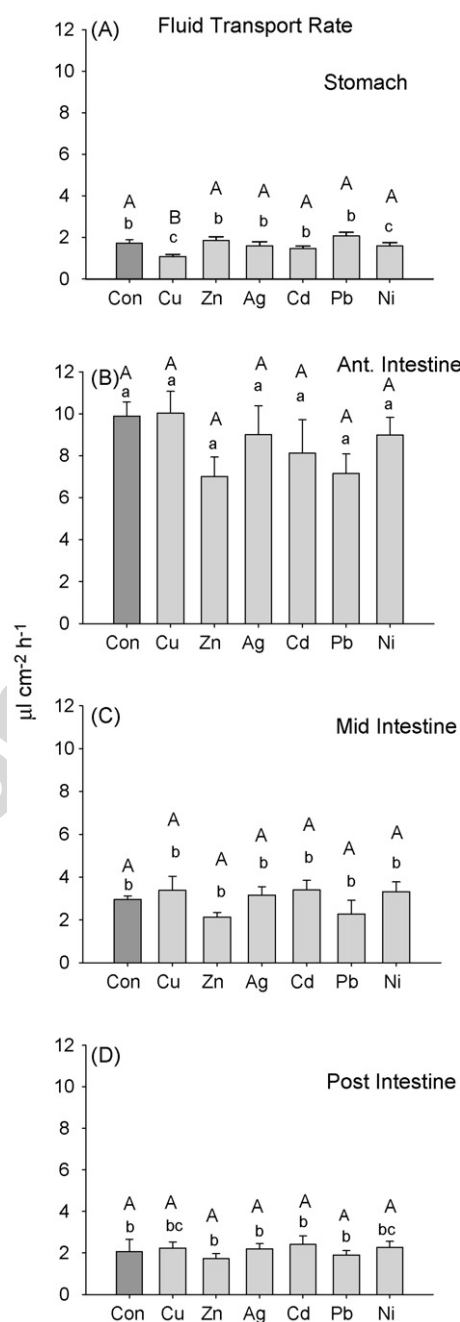 (A) Fluid Transport Rate
Stomach
12
10
8
6
4
2
0
A A A A A A
B
b c b b b b c
Con Cu Zn Ag Cd Pb Ni
(B) Ant. Intestine
12
10
8
6
4
2
0
A A A A A A A
a a a a a a a
Con Cu Zn Ag Cd Pb Ni
µl cm-2 h-1
(C) Mid Intestine
12
10
8
6
4
2
0
A A A A A A A
b b b b b b b
Con Cu Zn Ag Cd Pb Ni
(D) Post Intestine
12
10
8
6
4
2
0
A A A A A A A
b bc b b b b bc
Con Cu Zn Ag Cd Pb Ni